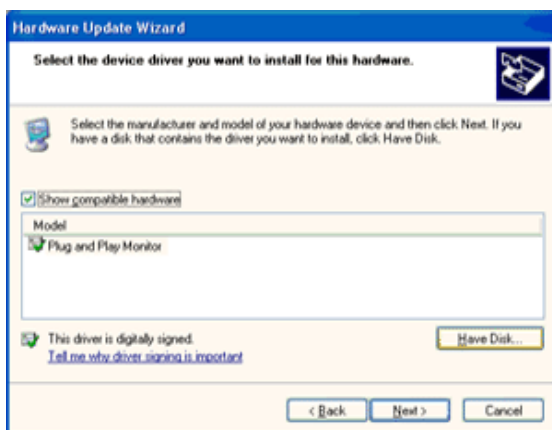 Hardware Update Wizard
Select the device driver you want to install for this hardware.
Select the manufacturer and model of your hardware device and then click Next. If you
have a disk that contains the driver you want to install, click Have Disk.
Show compatible hardware
Model
Plug and Play Monitor
This driver is digitally signed.
Tell me why driver signing is important
Have Disk...
< Back
Next >
Cancel